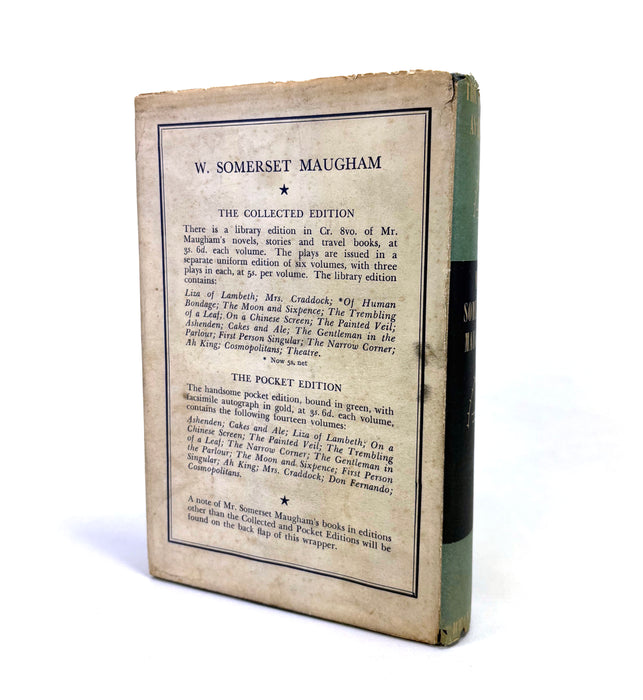 W. SOMERSET MAUGHAM
★
THE COLLECTED EDITION
There is a library edition in Cr. 8vo. of Mr.
Maugham's novels, stories and travel books, at
3s. 6d. each volume. The plays are issued in a
separate uniform edition of six volumes, with three
plays in each, at 5s. per volume. The library edition
contains:
Liza of Lambeth; Mrs. Craddock; *Of Human
Bondage; The Moon and Sixpence; The Trembling
of a Leaf; On a Chinese Screen; The Painted Veil;
Ashenden; Cakes and Ale; The Gentleman in the
Parlour; First Person Singular; The Narrow Corner;
Ah King; Cosmopolitans; Theatre.
* Now 5s. net
THE POCKET EDITION
The handsome pocket edition, bound in green, with
facsimile autograph in gold, at 3s. 6d. each volume,
contains the following fourteen volumes:
Ashenden; Cakes and Ale; Liza of Lambeth; On a
Chinese Screen; The Painted Veil; The Trembling
of a Leaf; The Narrow Corner; The Gentleman in
the Parlour; The Moon and Sixpence; First Person
Singular; Ah King; Mrs. Craddock; Don Fernando;
Cosmopolitans.
★
A note of Mr. Somerset Maugham's books in editions
other than the Collected and Pocket Editions will be
found on the back flap of this wrapper.